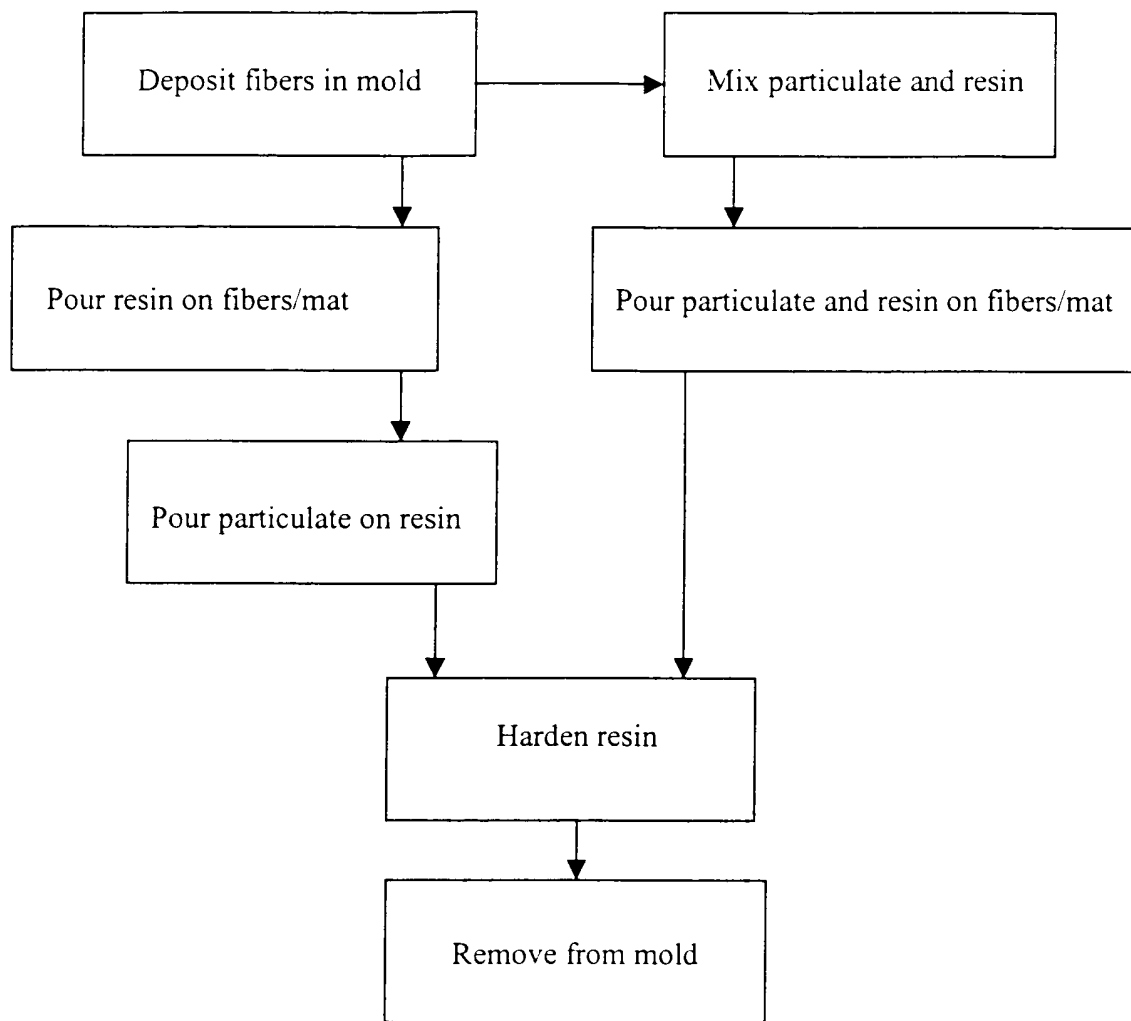 Deposit fibers in mold
Mix particulate and resin
Pour resin on fibers/mat
Pour particulate and resin on fibers/mat
Pour particulate on resin
Harden resin
Remove from mold